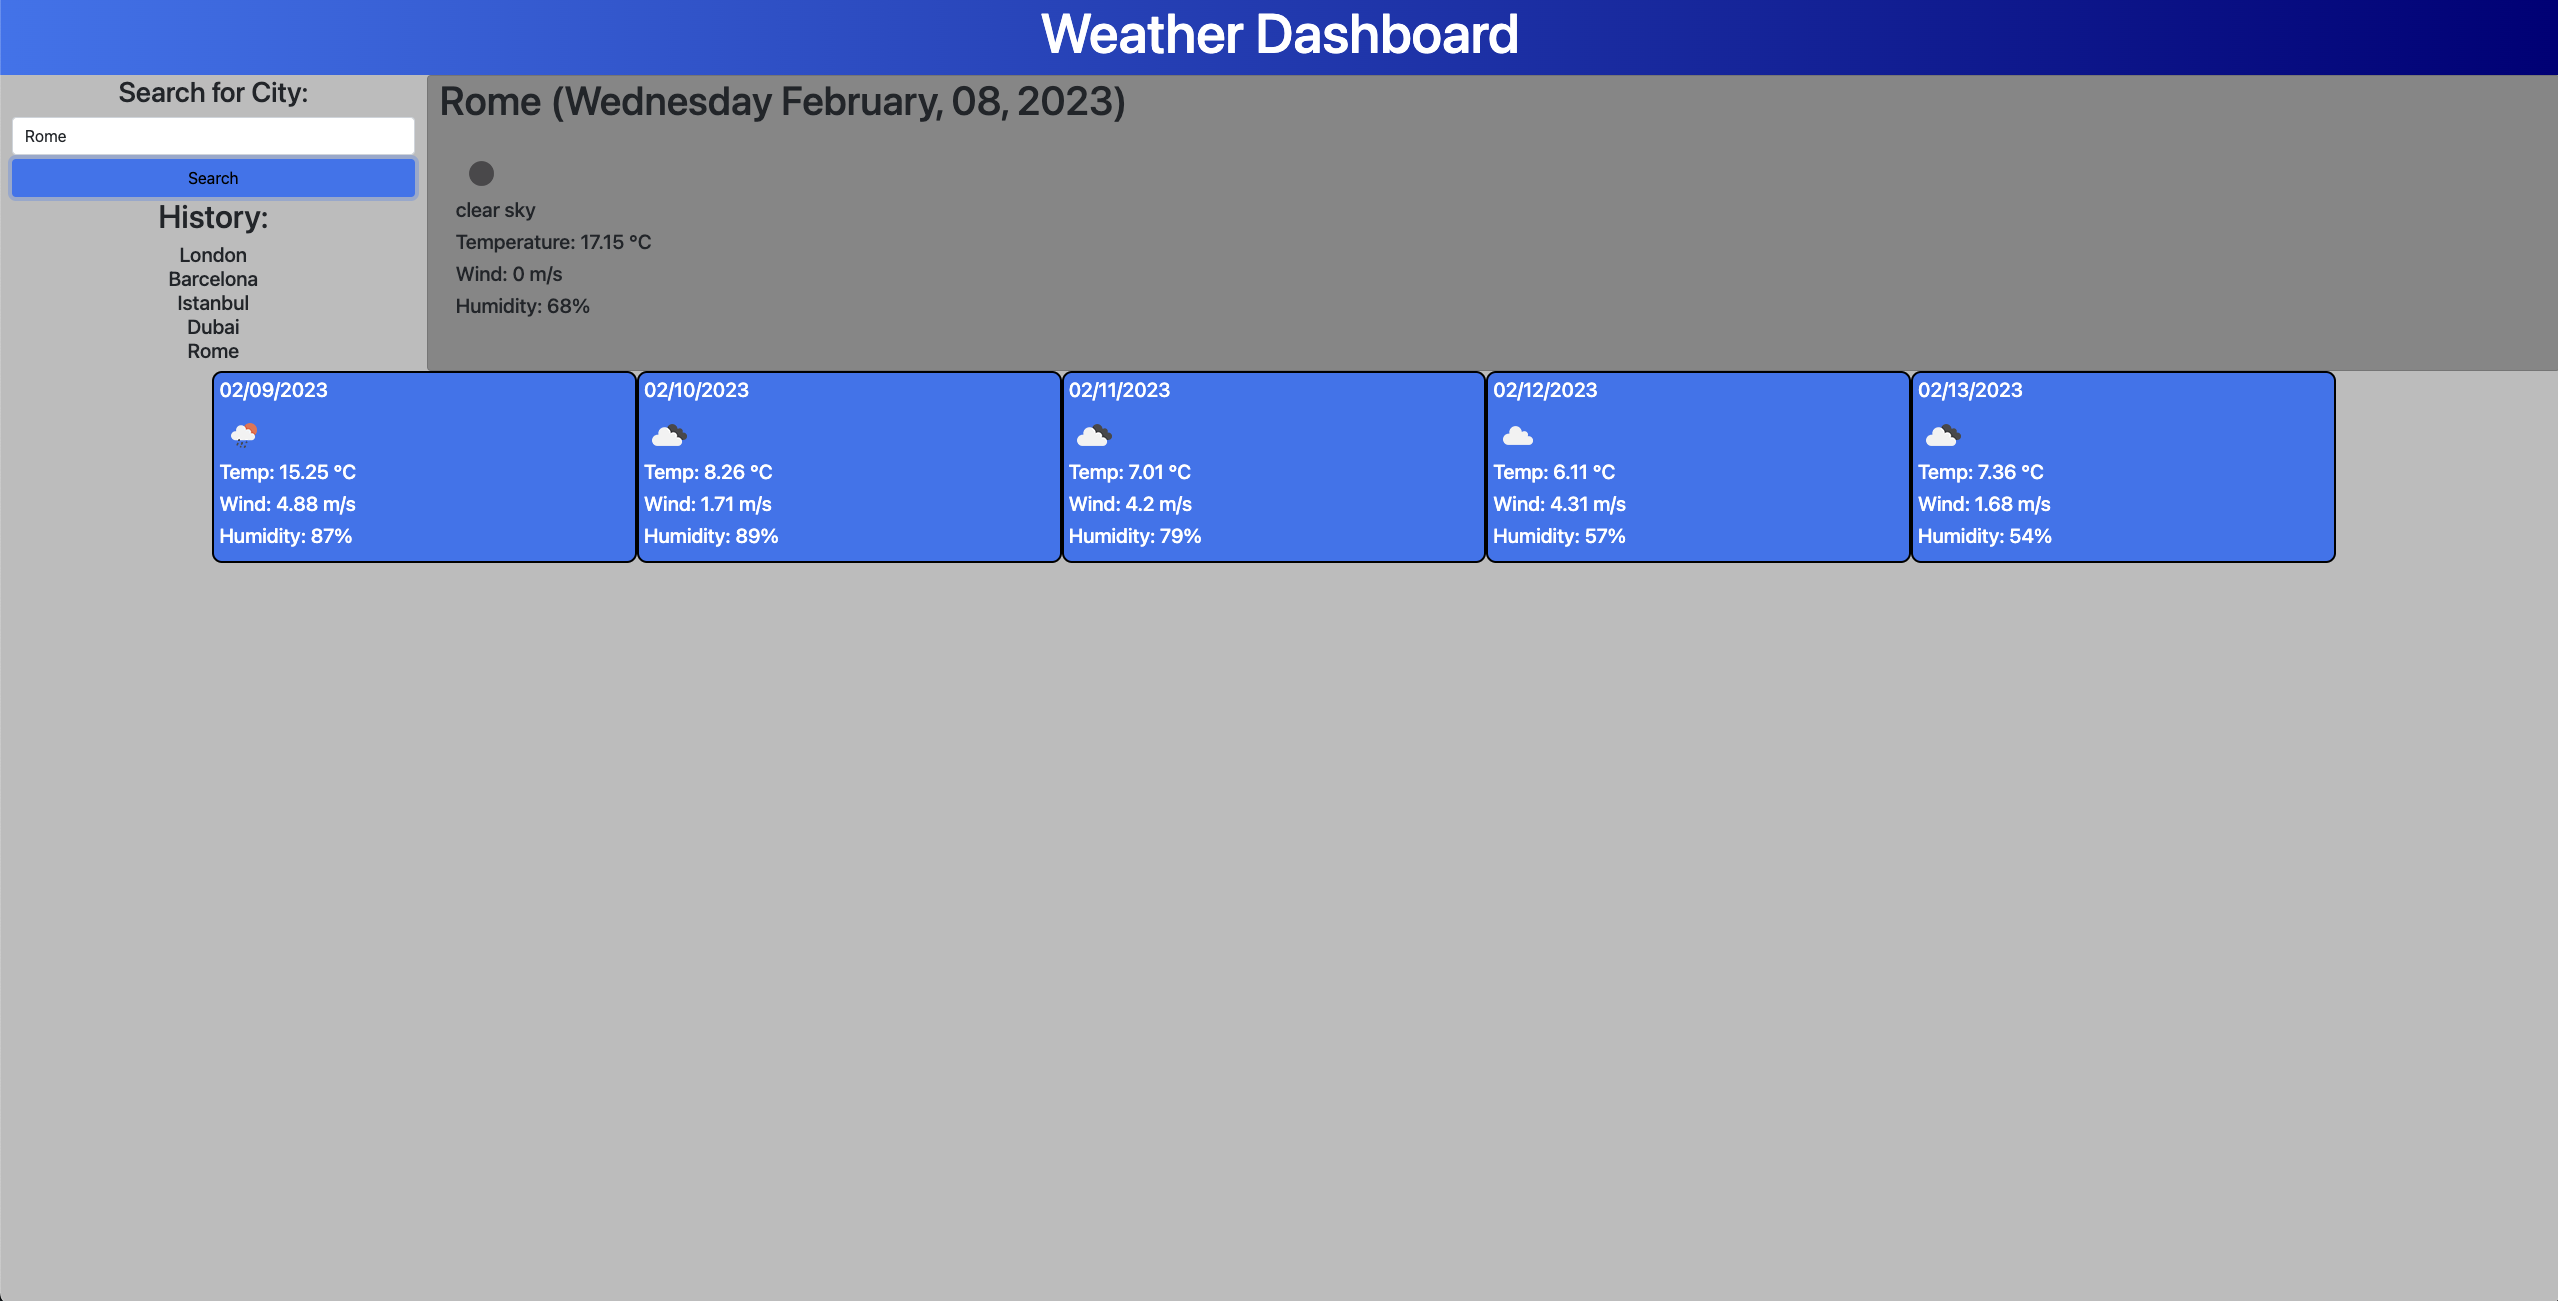 Weather Dashboard
Search for City:
Rome
Search
History:
London
Barcelona
Istanbul
Dubai
Rome
Rome (Wednesday February, 08, 2023)
clear sky
Temperature: 17.15 °C
Wind: 0 m/s
Humidity: 68%
02/09/2023
Temp: 15.25 °C
Wind: 4.88 m/s
Humidity: 87%
02/10/2023
Temp: 8.26 °C
Wind: 1.71 m/s
Humidity: 89%
02/11/2023
Temp: 7.01 °C
Wind: 4.2 m/s
Humidity: 79%
02/12/2023
Temp: 6.11 °C
Wind: 4.31 m/s
Humidity: 57%
02/13/2023
Temp: 7.36 °C
Wind: 1.68 m/s
Humidity: 54%